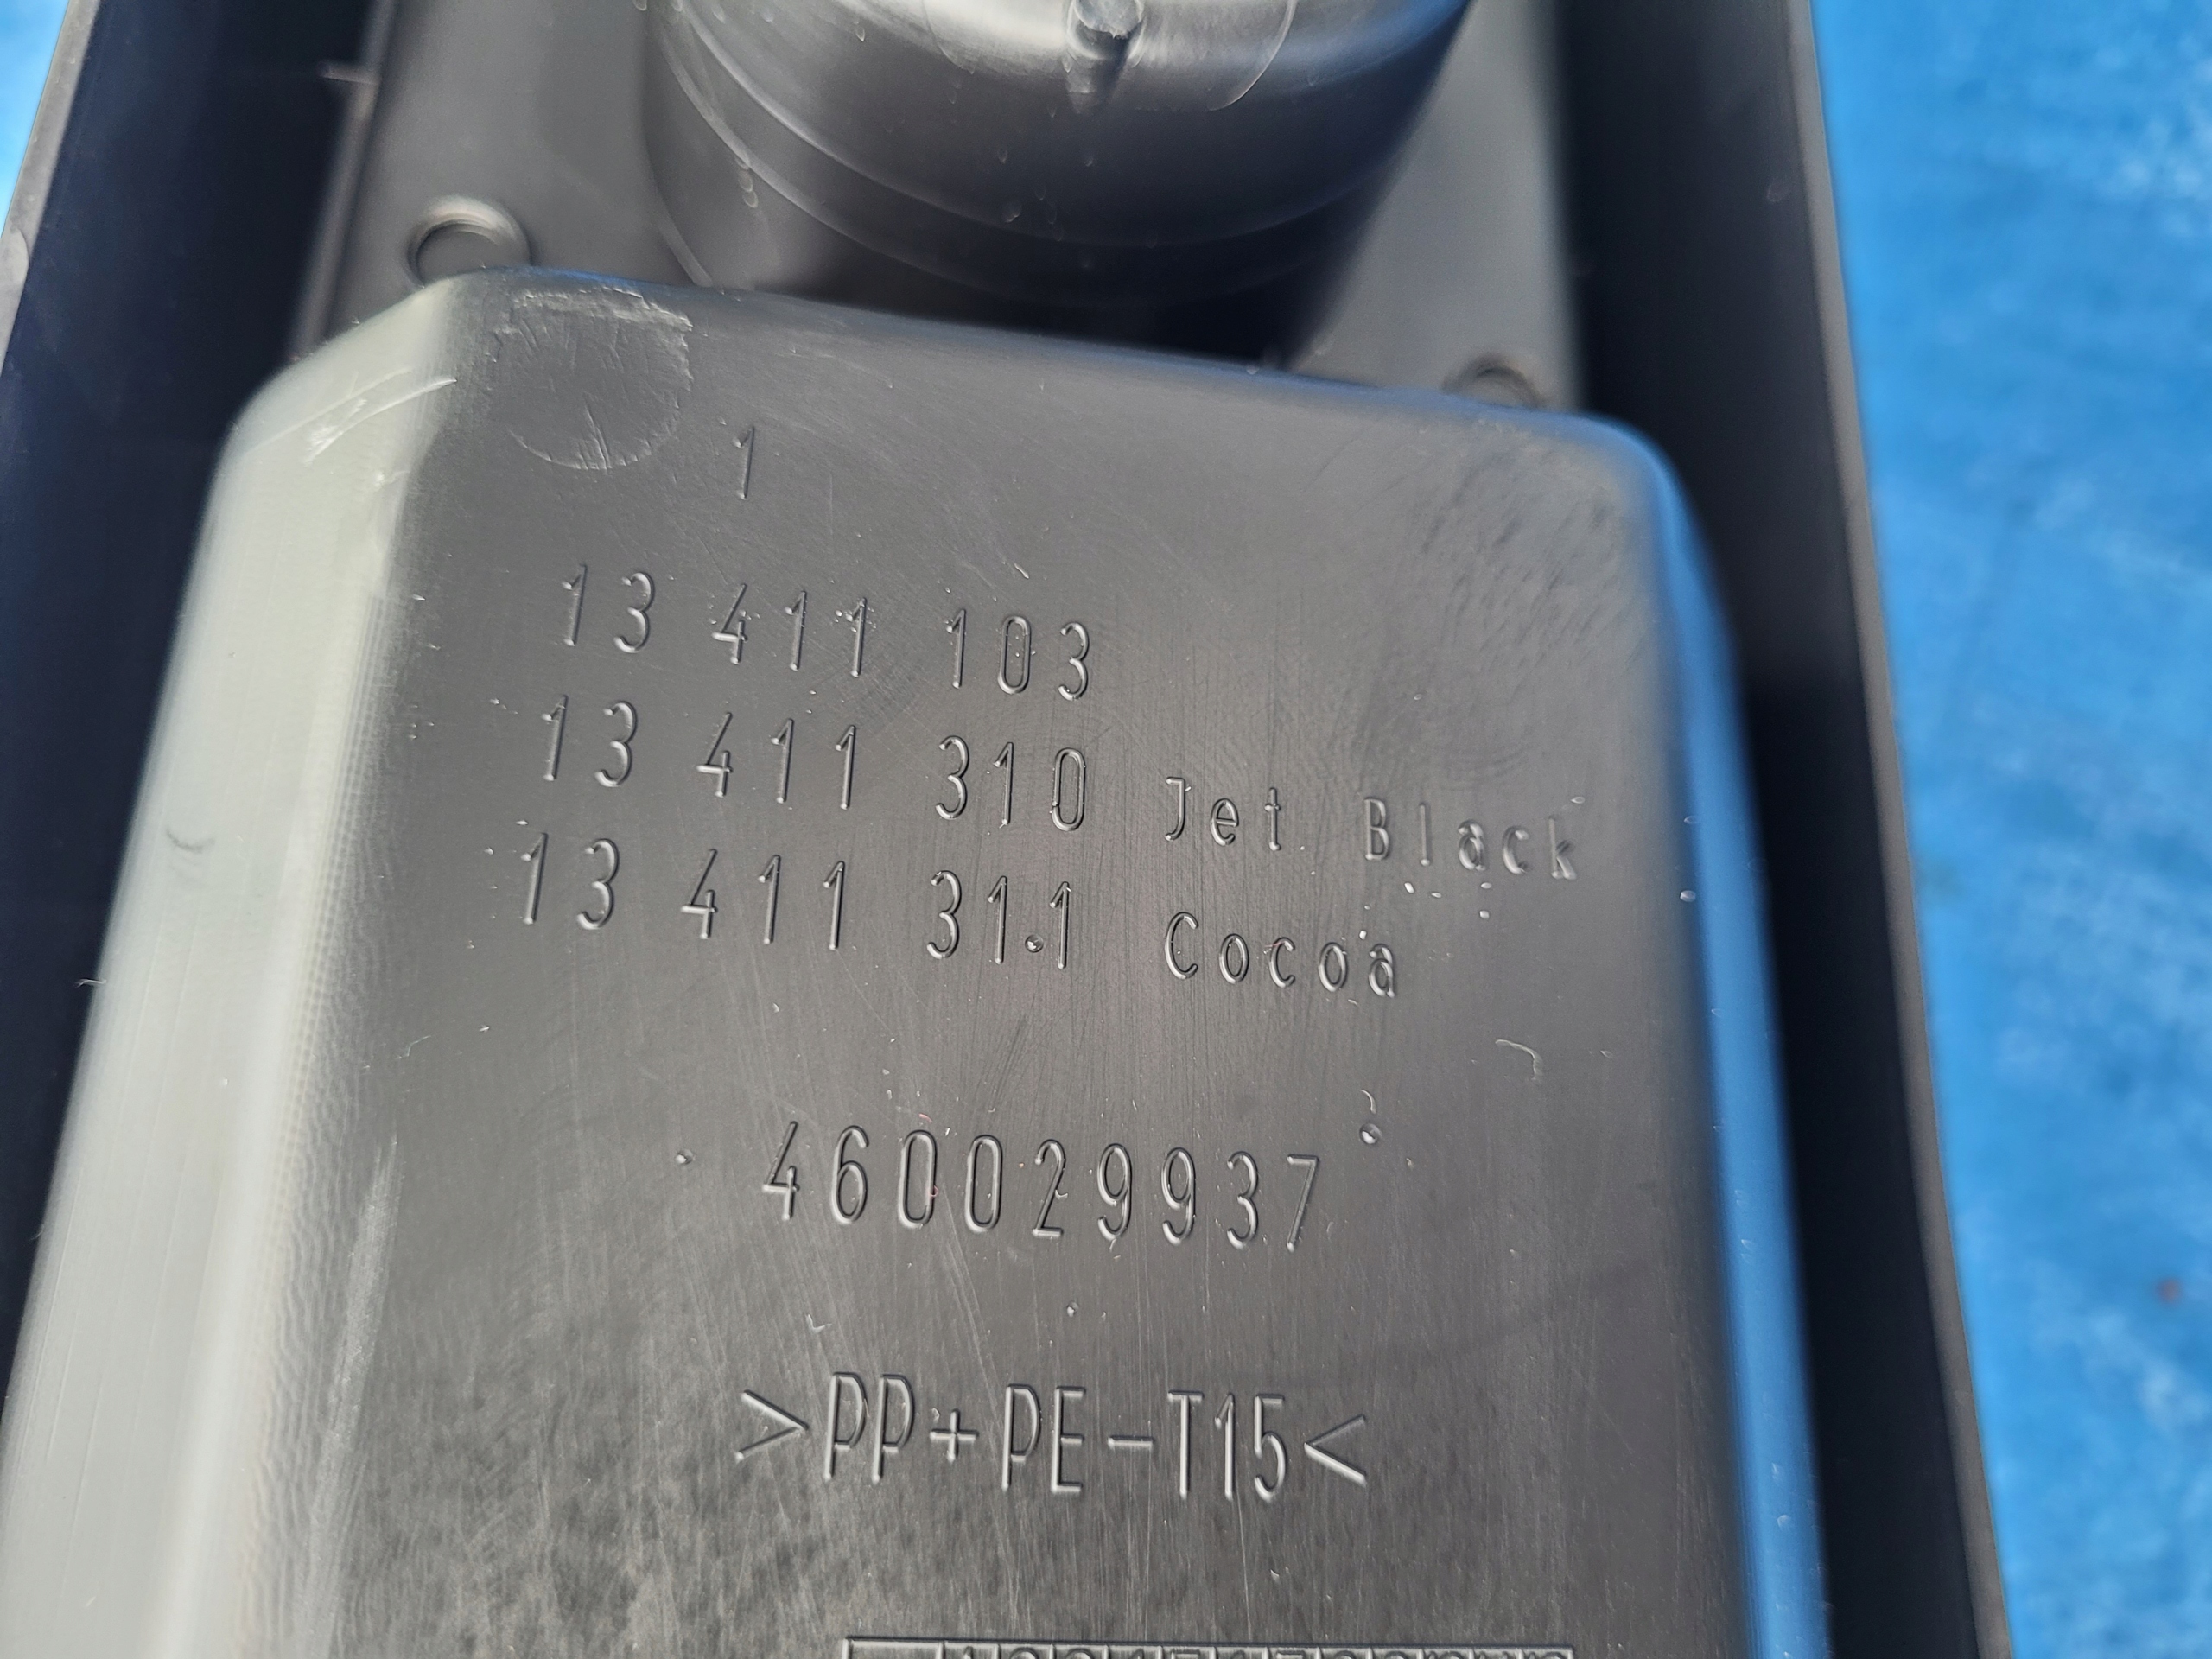 1
13 411 103
13 411 310 Jet Black
13 411 311 Cocoa
460029937
>PP+PE-T15<